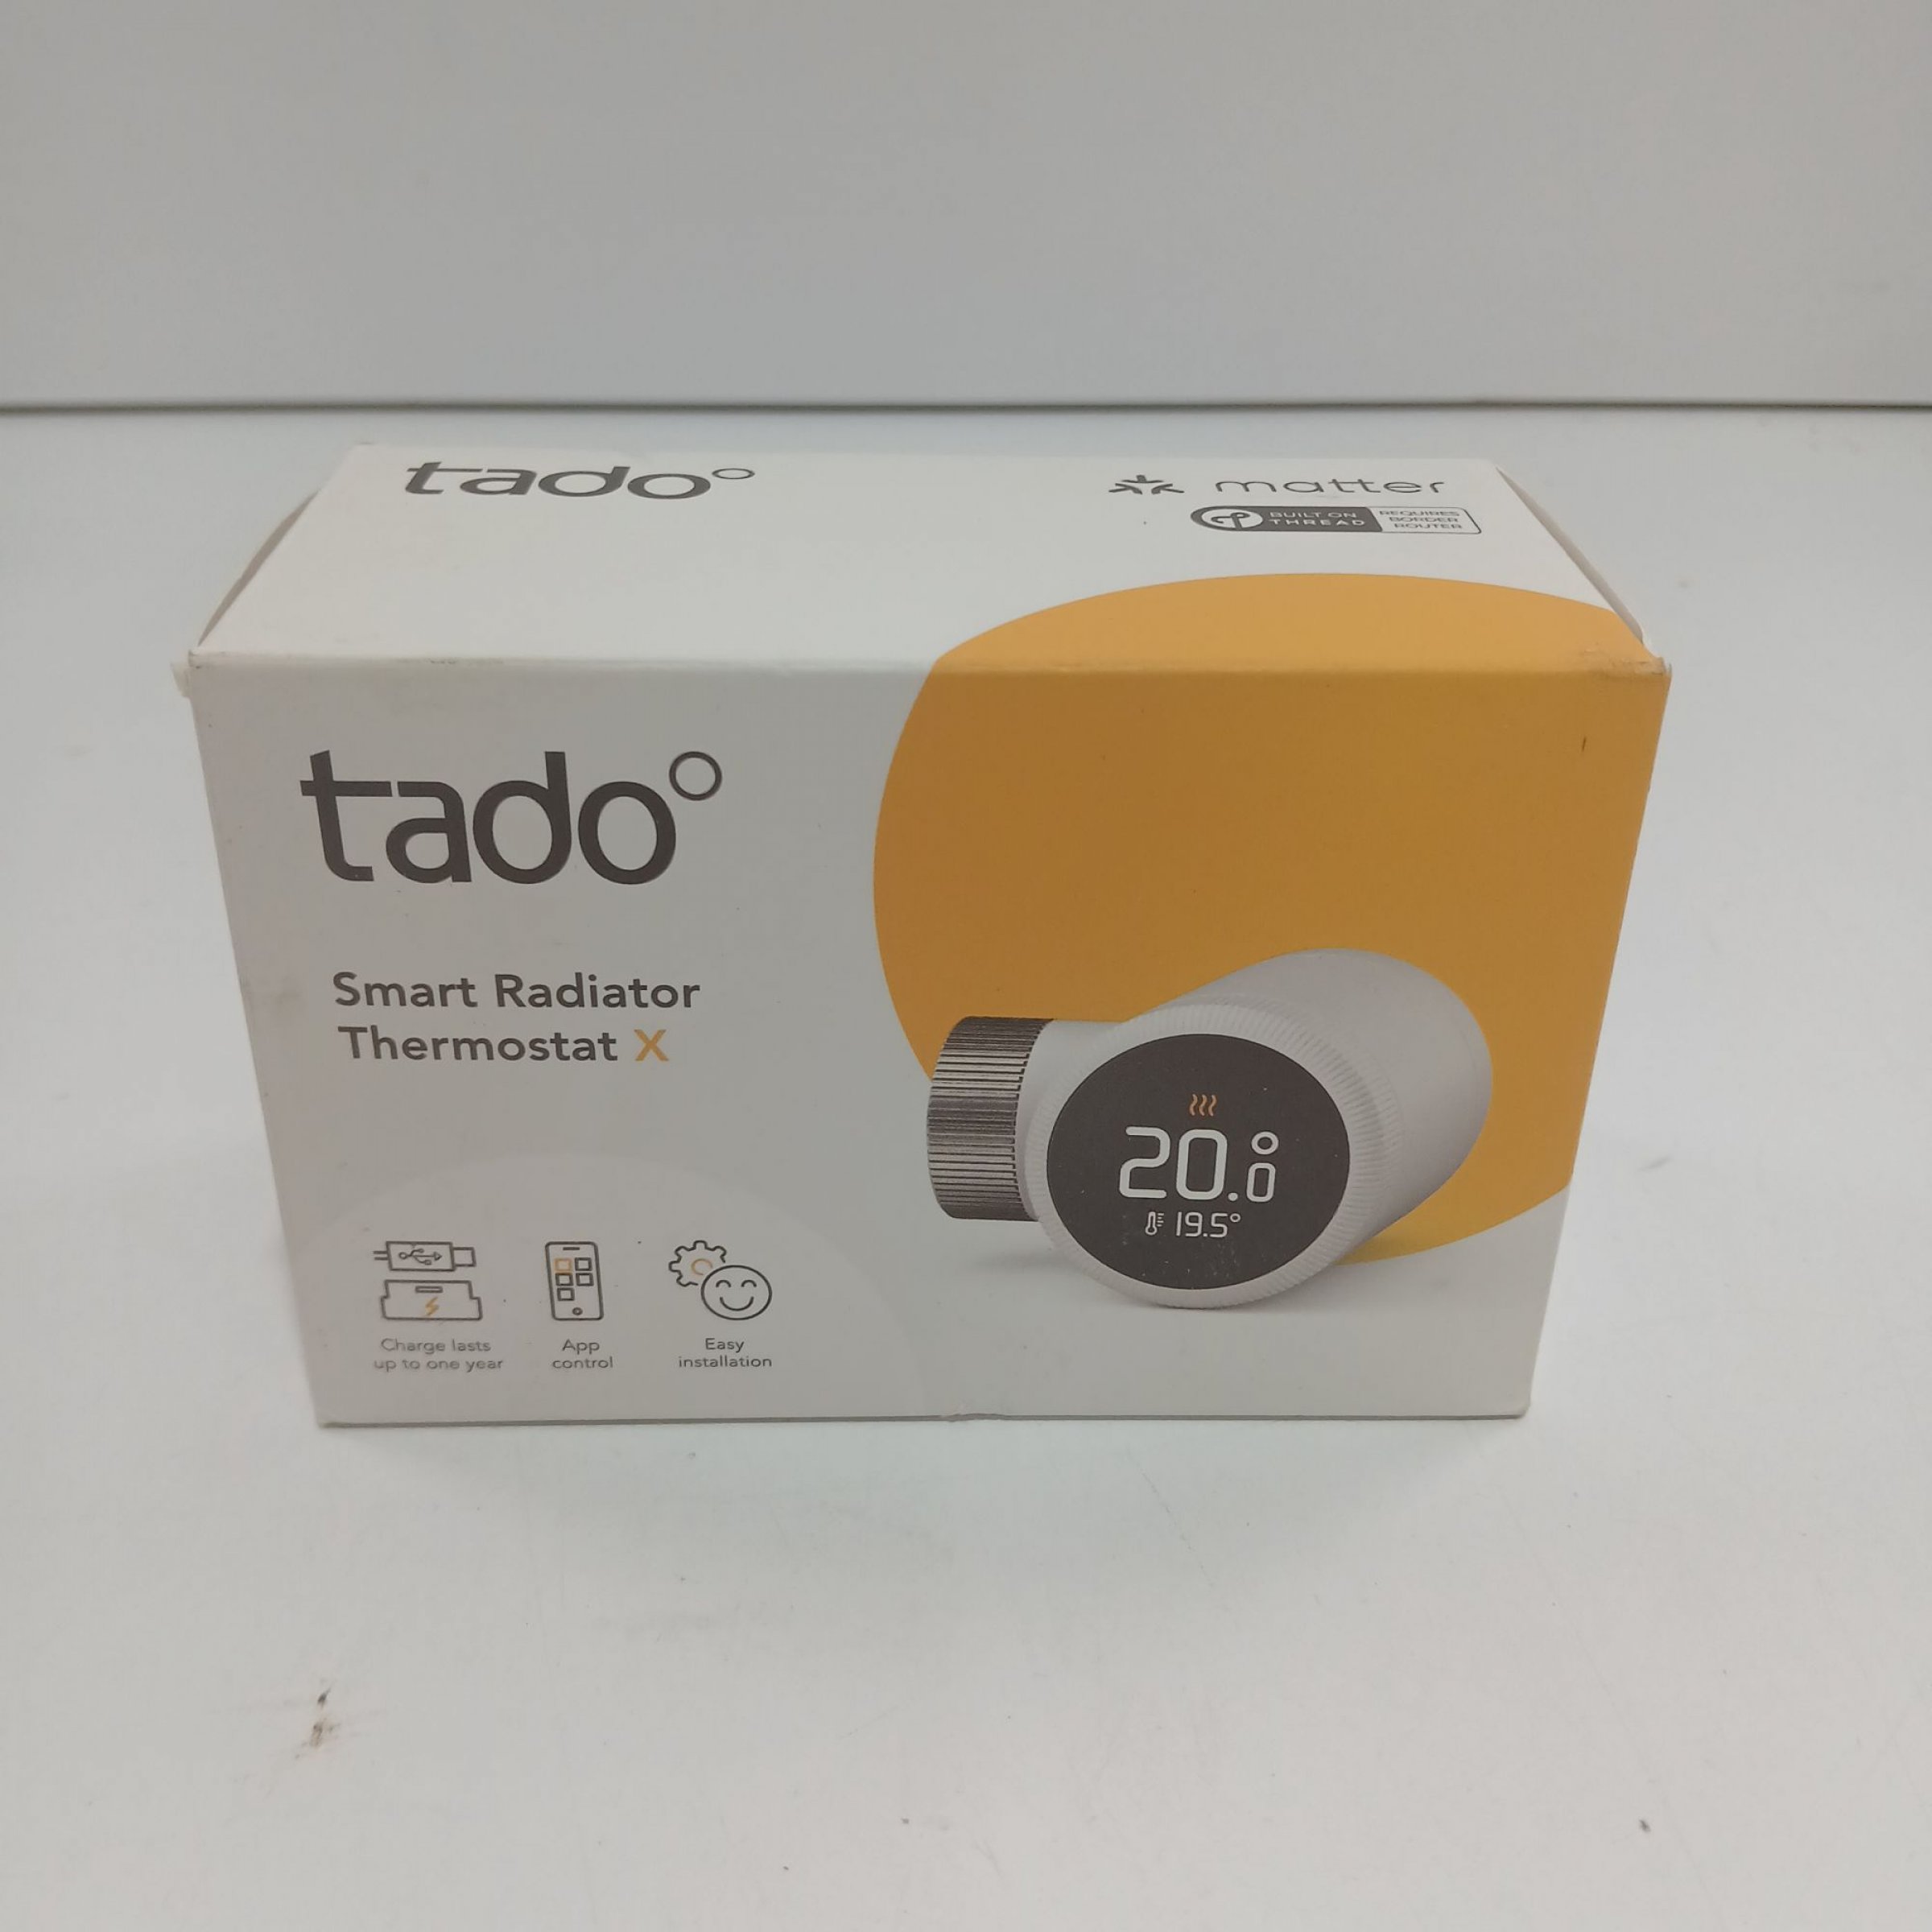 tado°
matter
BUILT ON
THREAD
REQUIRES
BORDER
ROUTER
tado°
Smart Radiator
Thermostat X
20.0°
19.5°
Charge lasts
up to one year
App
control
Easy
installation